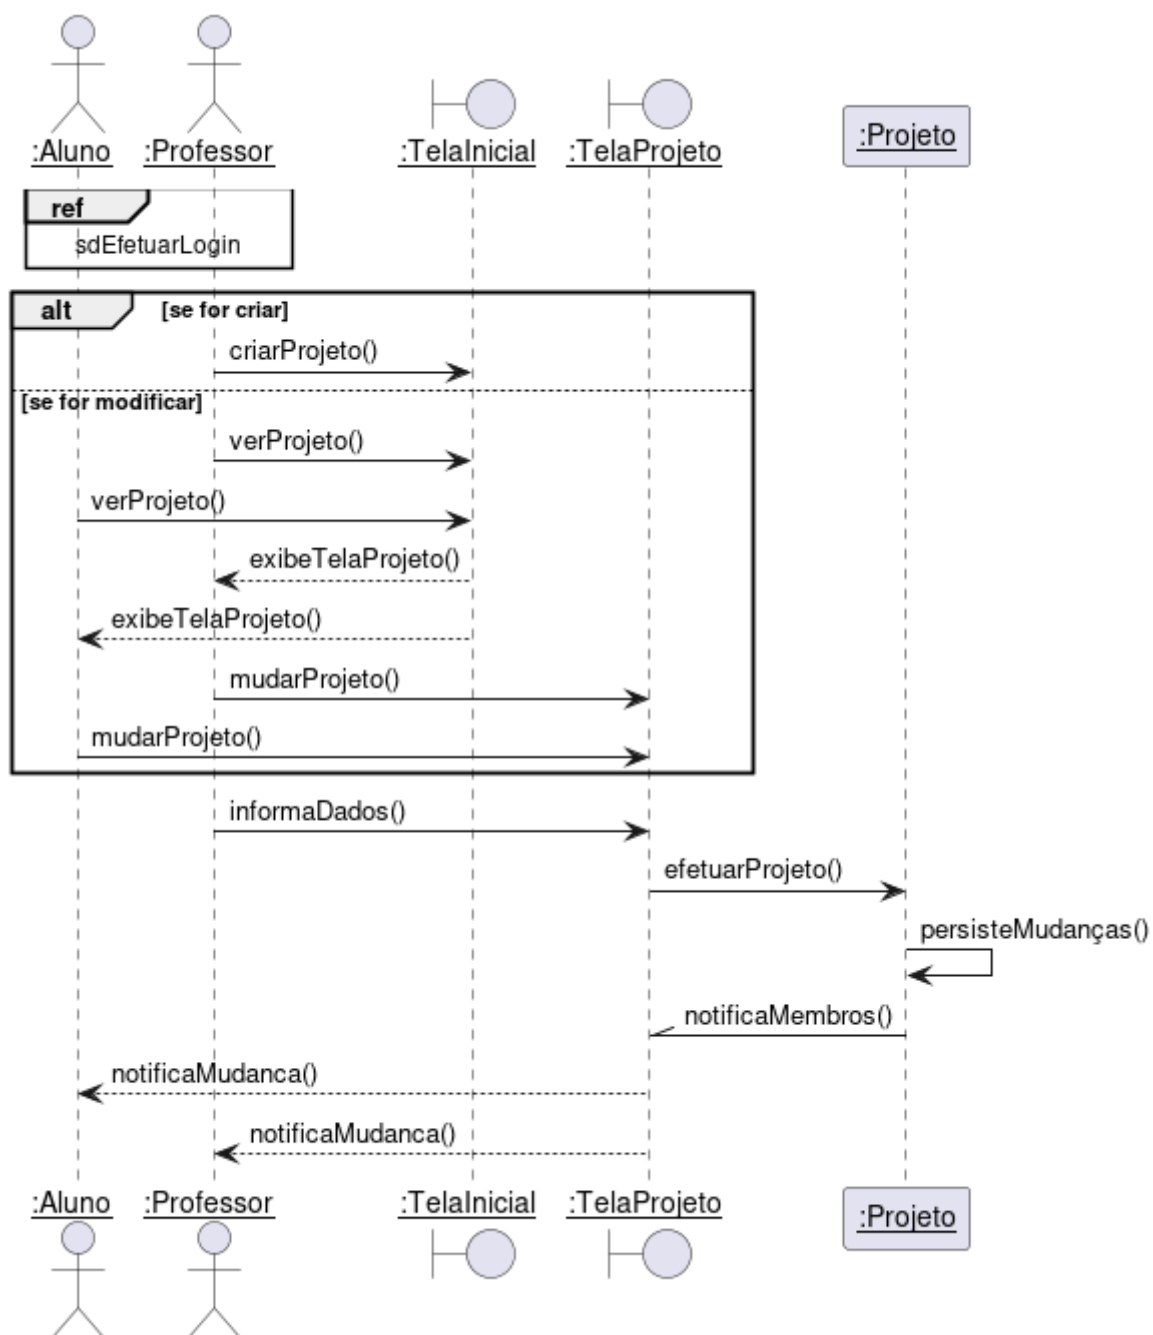 :Aluno :Professor :TelaInicial :TelaProjeto :Projeto
ref
sdEfetuarLogin
alt [se for criar]
criarProjeto()
[se for modificar]
verProjeto()
verProjeto()
exibeTelaProjeto()
exibeTelaProjeto()
mudarProjeto()
mudarProjeto()
informaDados()
efetuarProjeto()
persisteMudanças()
notificaMembros()
notificaMudanca()
notificaMudanca()
:Aluno :Professor :TelaInicial :TelaProjeto :Projeto